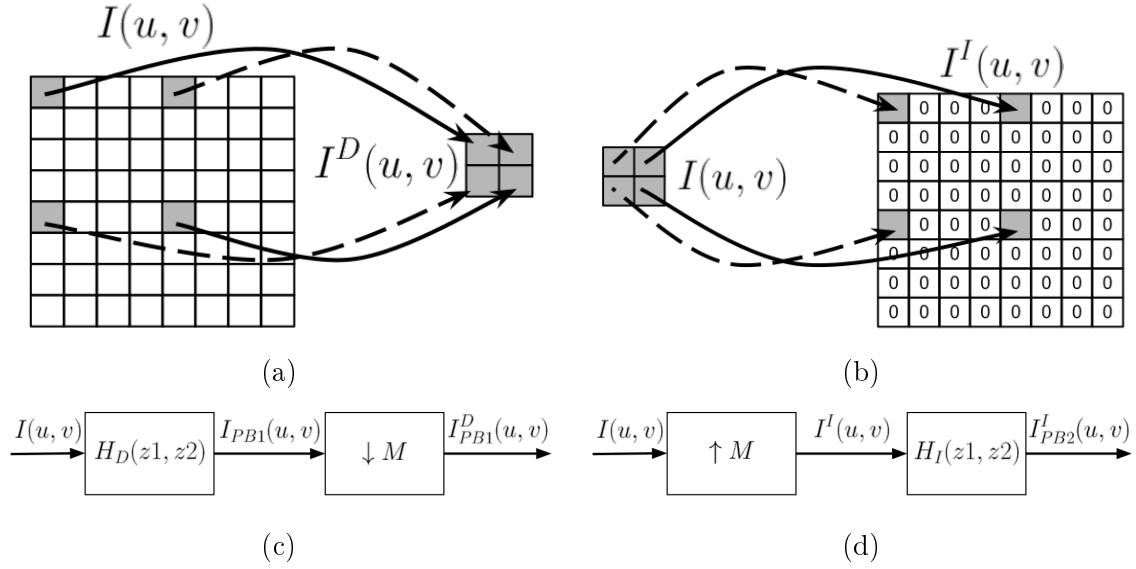 I(u, v)
I^D(u, v)
(a)
I(u, v)
I^I(u, v)
0 0 0 0 0 0
0 0 0 0 0 0 0 0
0 0 0 0 0 0 0 0
0 0 0 0 0 0 0 0
0 0 0 0 0 0
0 0 0 0 0 0 0 0
0 0 0 0 0 0 0 0
0 0 0 0 0 0 0 0
(b)
I(u, v)
H_D(z1, z2)
I_{PB1}(u, v)
↓ M
I^D_{PB1}(u, v)
(c)
I(u, v)
↑ M
I^I(u, v)
H_I(z1, z2)
I^I_{PB2}(u, v)
(d)